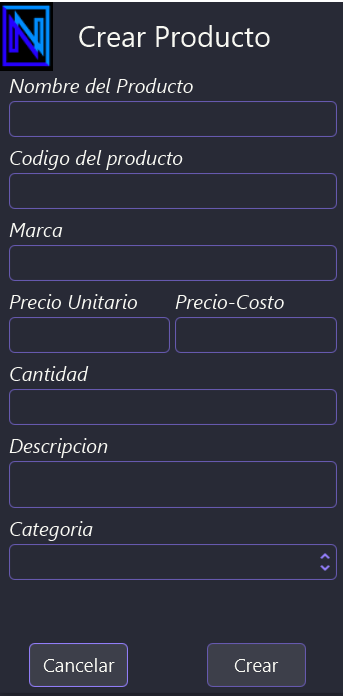 Crear Producto
Nombre del Producto
Codigo del producto
Marca
Precio Unitario Precio-Costo
Cantidad
Descripcion
Categoria
Cancelar Crear